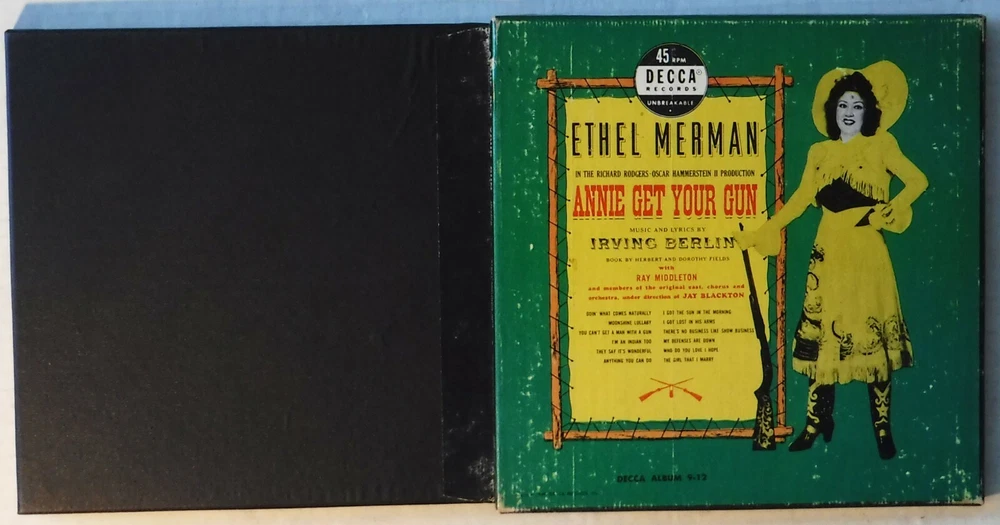 45 RPM
DECCA®
RECORDS
UNBREAKABLE
ETHEL MERMAN
IN THE RICHARD RODGERS·OSCAR HAMMERSTEIN II PRODUCTION
ANNIE GET YOUR GUN
MUSIC AND LYRICS BY
IRVING BERLIN
BOOK BY HERBERT AND DOROTHY FIELDS
with
RAY MIDDLETON
and members of the original cast, chorus and
orchestra, under direction of JAY BLACKTON
DOIN' WHAT COMES NATURALLY I GOT THE SUN IN THE MORNING
MOONSHINE LULLABY I GOT LOST IN HIS ARMS
YOU CAN'T GET A MAN WITH A GUN THERE'S NO BUSINESS LIKE SHOW BUSINESS
I'M AN INDIAN TOO MY DEFENSES ARE DOWN
THEY SAY IT'S WONDERFUL WHO DO YOU LOVE I HOPE
ANYTHING YOU CAN DO THE GIRL THAT I MARRY
DECCA ALBUM 9-12